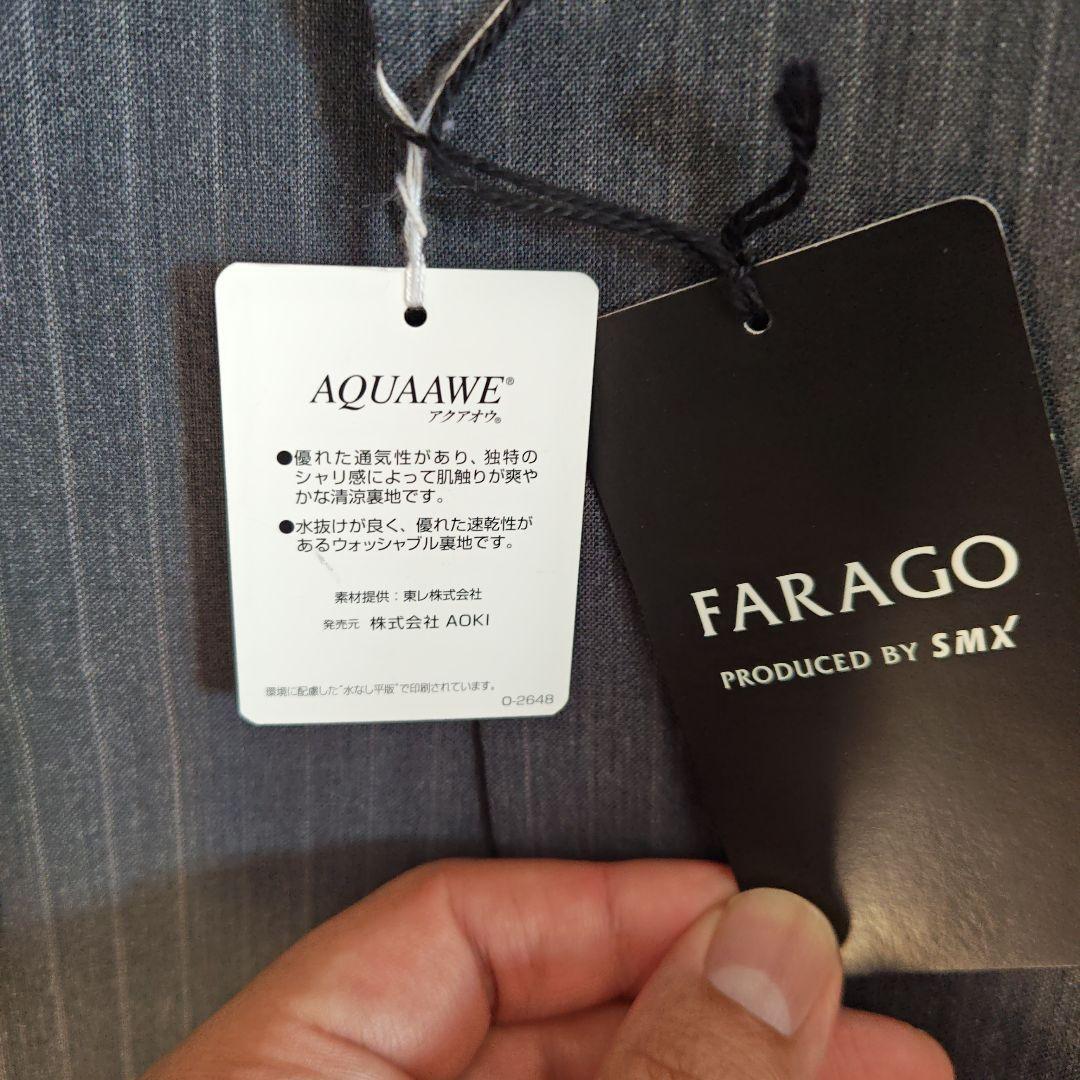 AQUAAWE®
アクアオウ®
●優れた通気性があり、独特の
シャリ感によって肌触りが爽や
かな清涼裏地です。
●水抜けが良く、優れた速乾性が
あるウォッシャブル裏地です。
素材提供：東レ株式会社
発売元 株式会社 AOKI
環境に配慮した"水なし平版"で印刷されています。
O-2648
FARAGO
PRODUCED BY SMX